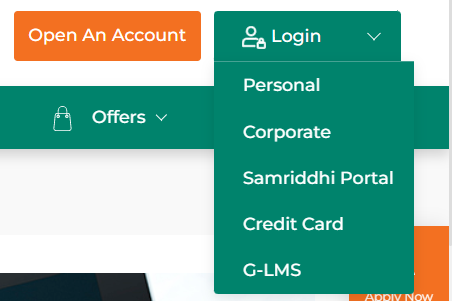 Open An Account
Login
Offers
Personal
Corporate
Samriddhi Portal
Credit Card
G-LMS
Apply Now